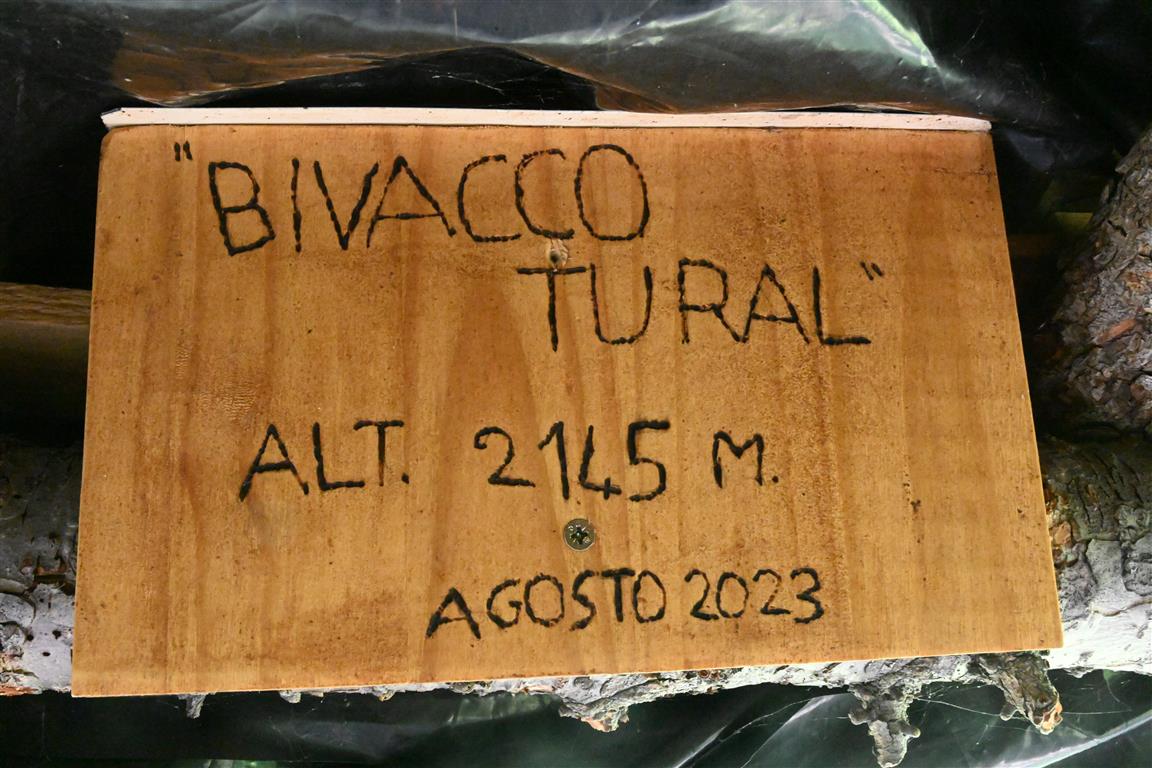 "BIVACCO
TURAL"
ALT. 2145 M.
AGOSTO 2023